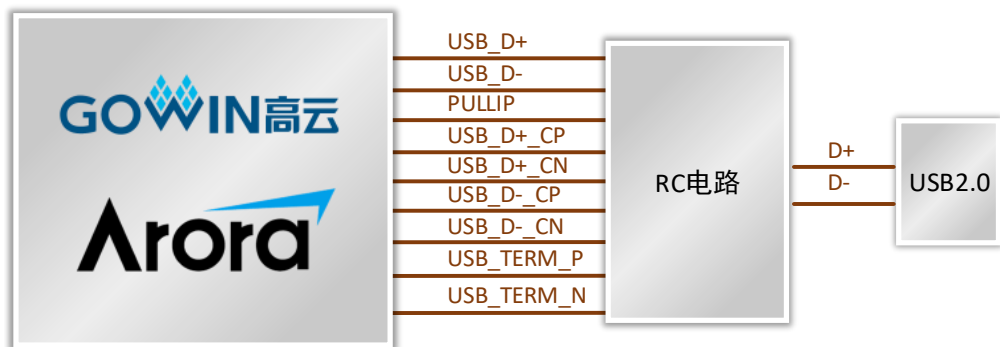 GOWIN高云
Arora
USB_D+
USB_D-
PULLIP
USB_D+_CP
USB_D+_CN
USB_D-_CP
USB_D-_CN
USB_TERM_P
USB_TERM_N
RC电路
D+
D-
USB2.0